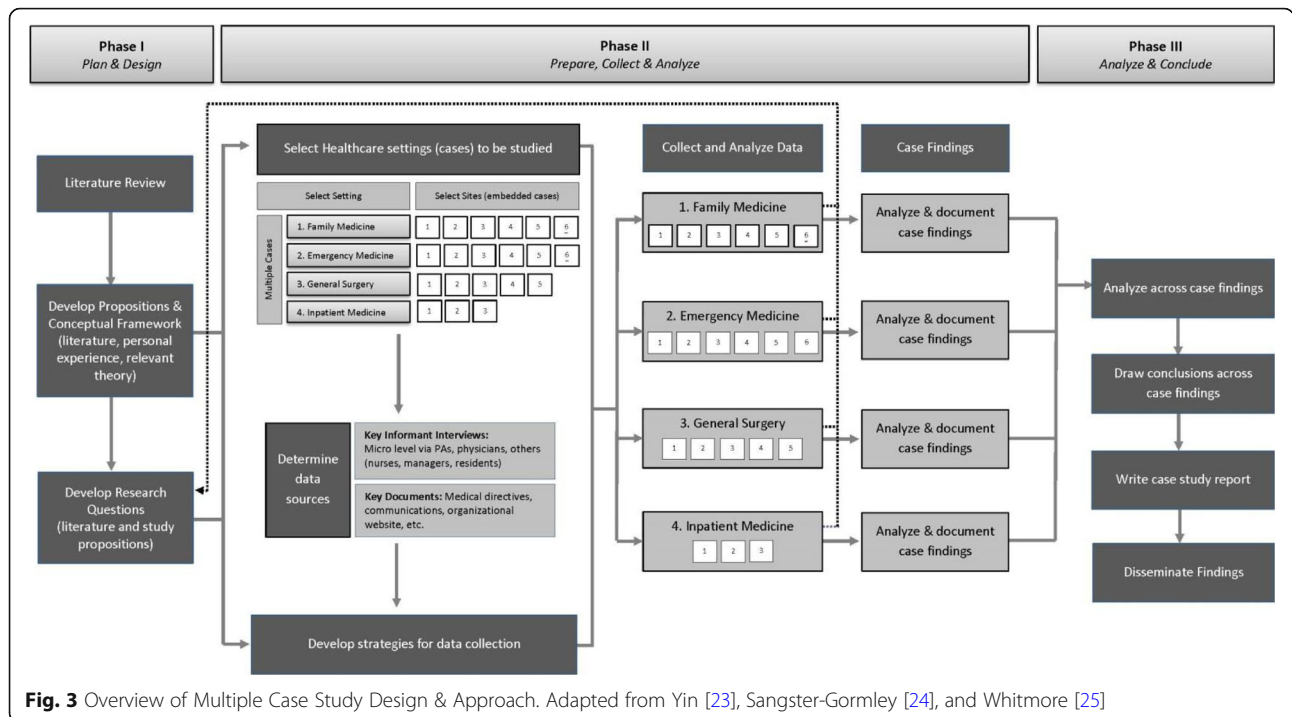 Phase I
Plan & Design
Phase II
Prepare, Collect & Analyze
Phase III
Analyze & Conclude
Literature Review
Develop Propositions &
Conceptual Framework
(literature, personal
experience, relevant
theory)
Develop Research
Questions
(literature and study
propositions)
Select Healthcare settings (cases) to be studied
Select Setting
Select Sites (embedded cases)
Multiple Cases
1. Family Medicine
1 2 3 4 5 6
2. Emergency Medicine
1 2 3 4 5 6
3. General Surgery
1 2 3 4 5
4. Inpatient Medicine
1 2 3
Determine
data
sources
Key Informant Interviews:
Micro level via PAs, physicians, others
(nurses, managers, residents)
Key Documents: Medical directives,
communications, organizational
website, etc.
Develop strategies for data collection
Collect and Analyze Data
1. Family Medicine
1 2 3 4 5 6
2. Emergency Medicine
1 2 3 4 5 6
3. General Surgery
1 2 3 4 5
4. Inpatient Medicine
1 2 3
Case Findings
Analyze & document
case findings
Analyze & document
case findings
Analyze & document
case findings
Analyze & document
case findings
Analyze across case findings
Draw conclusions across
case findings
Write case study report
Disseminate Findings
Fig. 3 Overview of Multiple Case Study Design & Approach. Adapted from Yin [23], Sangster-Gormley [24], and Whitmore [25]